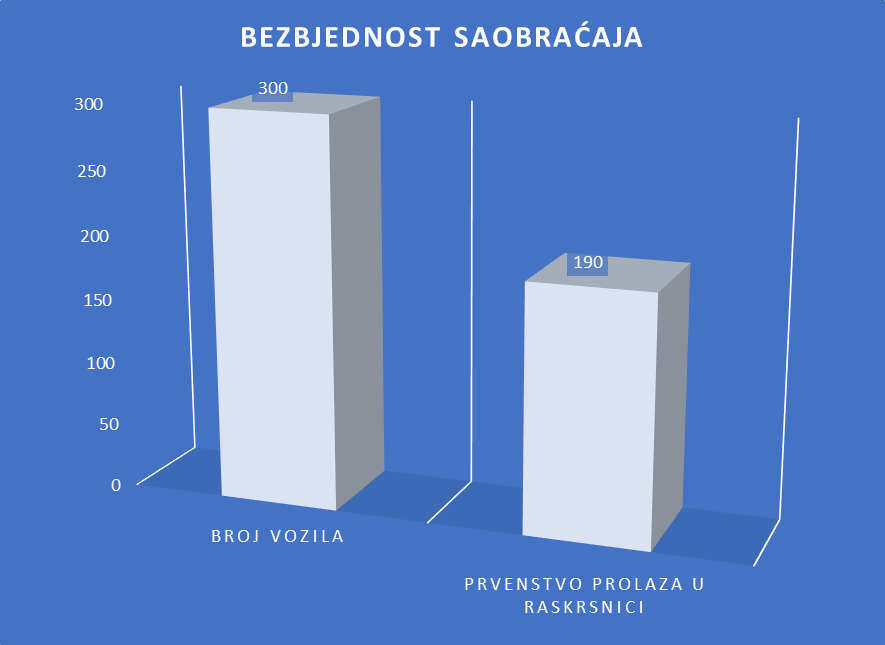 BEZBJEDNOST SAOBRAĆAJA
300
250
200
150
100
50
0
300
190
BROJ VOZILA
PRVENSTVO PROLAZA U
RASKRSNICI